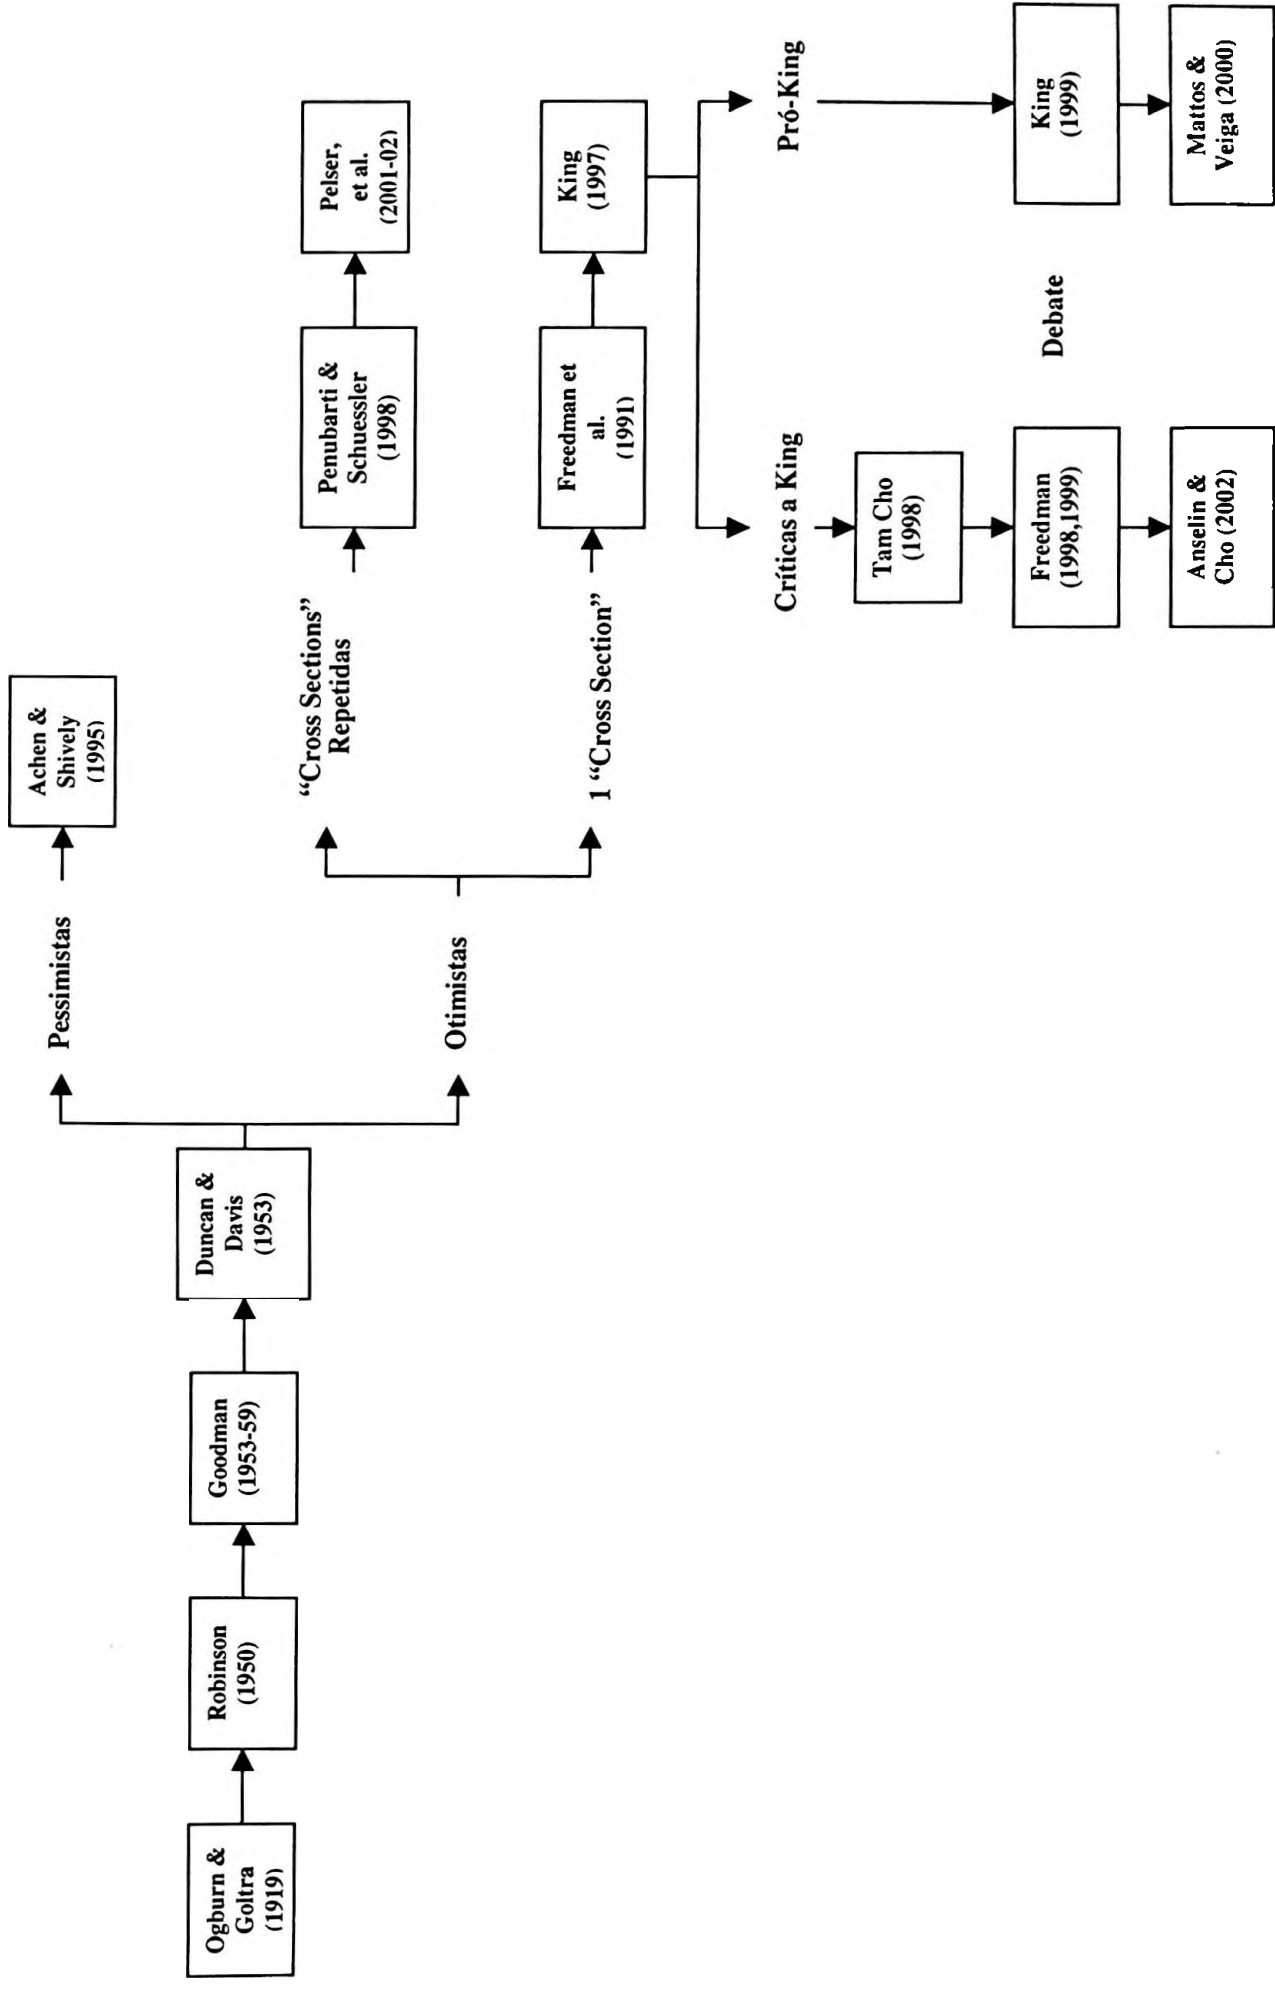 Ogburn &
Goltra
(1919)
Robinson
(1950)
Goodman
(1953-59)
Duncan &
Davis
(1953)
Pessimistas
Achen &
Shively
(1995)
Otimistas
“Cross Sections”
Repetidas
Penubarti &
Schuessler
(1998)
Pelser,
et al.
(2001-02)
1 “Cross Section”
Freedman et
al.
(1991)
King
(1997)
Críticas a King
Tam Cho
(1998)
Freedman
(1998,1999)
Anselin &
Cho (2002)
Debate
Pró-King
King
(1999)
Mattos &
Veiga (2000)